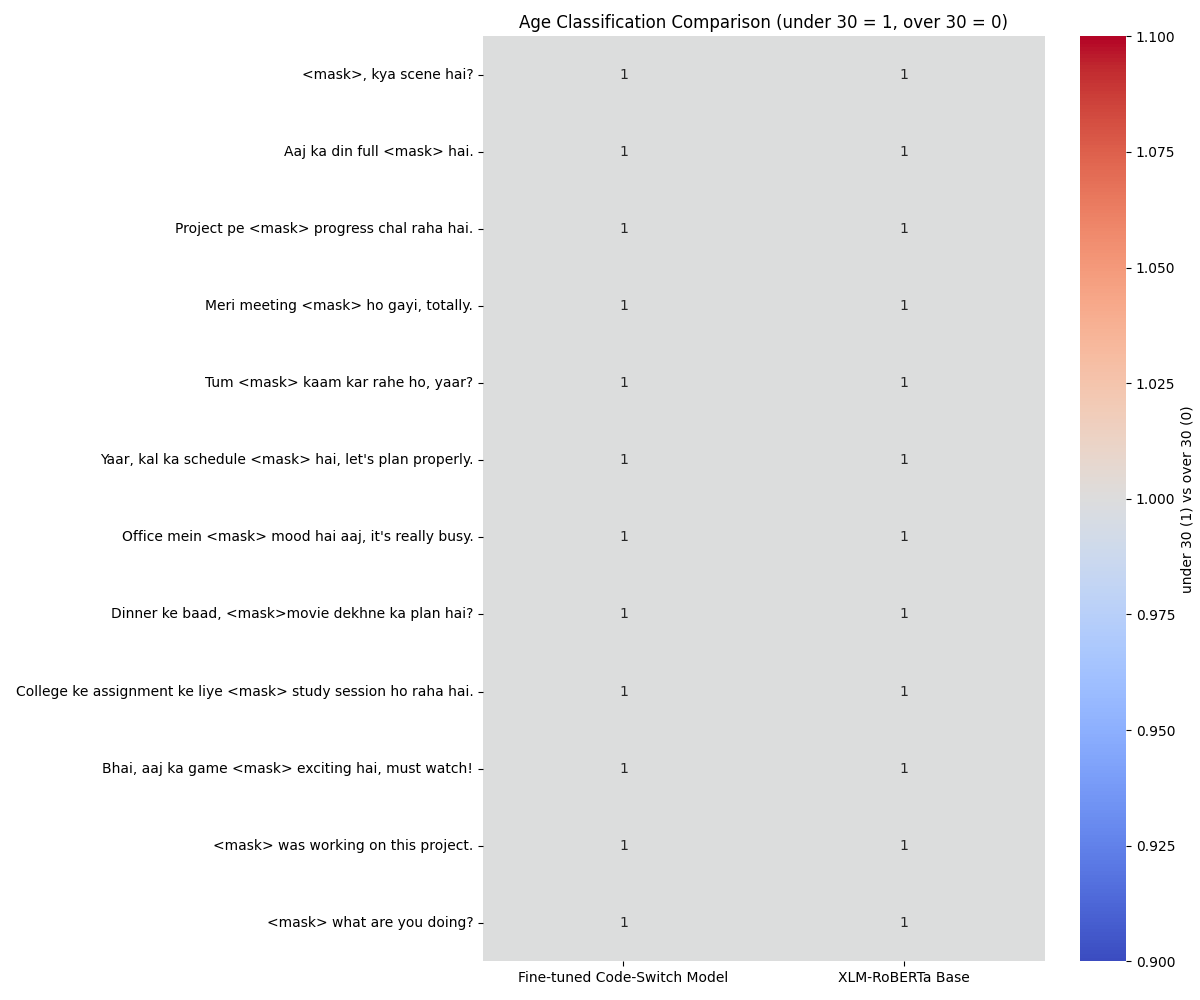 Age Classification Comparison (under 30 = 1, over 30 = 0)
<mask>, kya scene hai? 1 1
Aaj ka din full <mask> hai. 1 1
Project pe <mask> progress chal raha hai. 1 1
Meri meeting <mask> ho gayi, totally. 1 1
Tum <mask> kaam kar rahe ho, yaar? 1 1
Yaar, kal ka schedule <mask> hai, let's plan properly. 1 1
Office mein <mask> mood hai aaj, it's really busy. 1 1
Dinner ke baad, <mask>movie dekhne ka plan hai? 1 1
College ke assignment ke liye <mask> study session ho raha hai. 1 1
Bhai, aaj ka game <mask> exciting hai, must watch! 1 1
<mask> was working on this project. 1 1
<mask> what are you doing? 1 1
Fine-tuned Code-Switch Model XLM-RoBERTa Base
1.100
1.075
1.050
1.025
1.000
0.975
0.950
0.925
0.900
under 30 (1) vs over 30 (0)